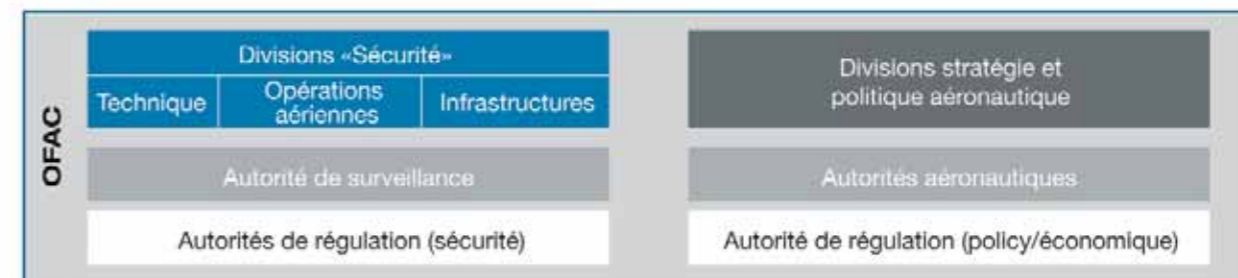 OFAC
Divisions «Sécurité»
Technique
Opérations
aériennes
Infrastructures
Autorité de surveillance
Autorités de régulation (sécurité)
Divisions stratégie et
politique aéronautique
Autorités aéronautiques
Autorité de régulation (policy/économique)